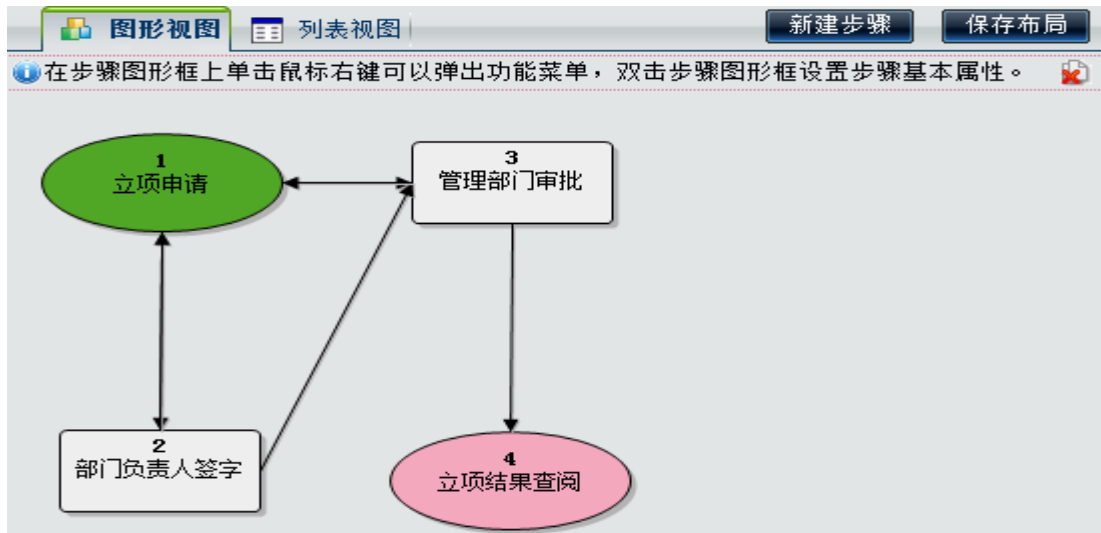 图形视图 列表视图 新建步骤 保存布局
在步骤图形框上单击鼠标右键可以弹出功能菜单，双击步骤图形框设置步骤基本属性。
1
立项申请
3
管理部门审批
2
部门负责人签字
4
立项结果查阅